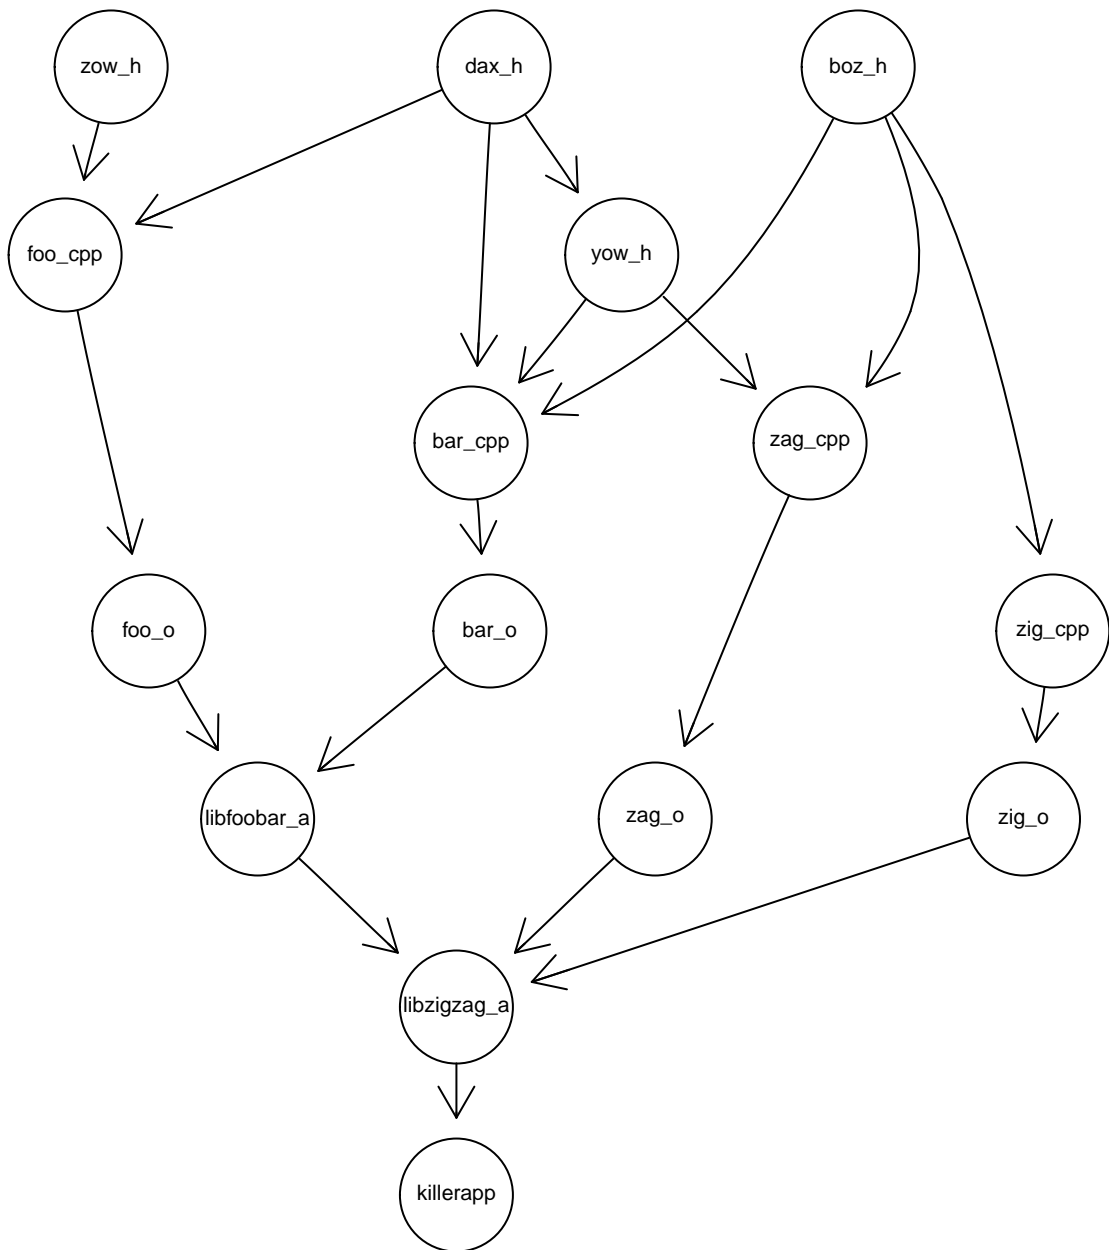 zow_h
dax_h
boz_h
foo_cpp
yow_h
bar_cpp
zag_cpp
foo_o
bar_o
zig_cpp
libfoobar_a
zag_o
zig_o
libzigzag_a
killerapp